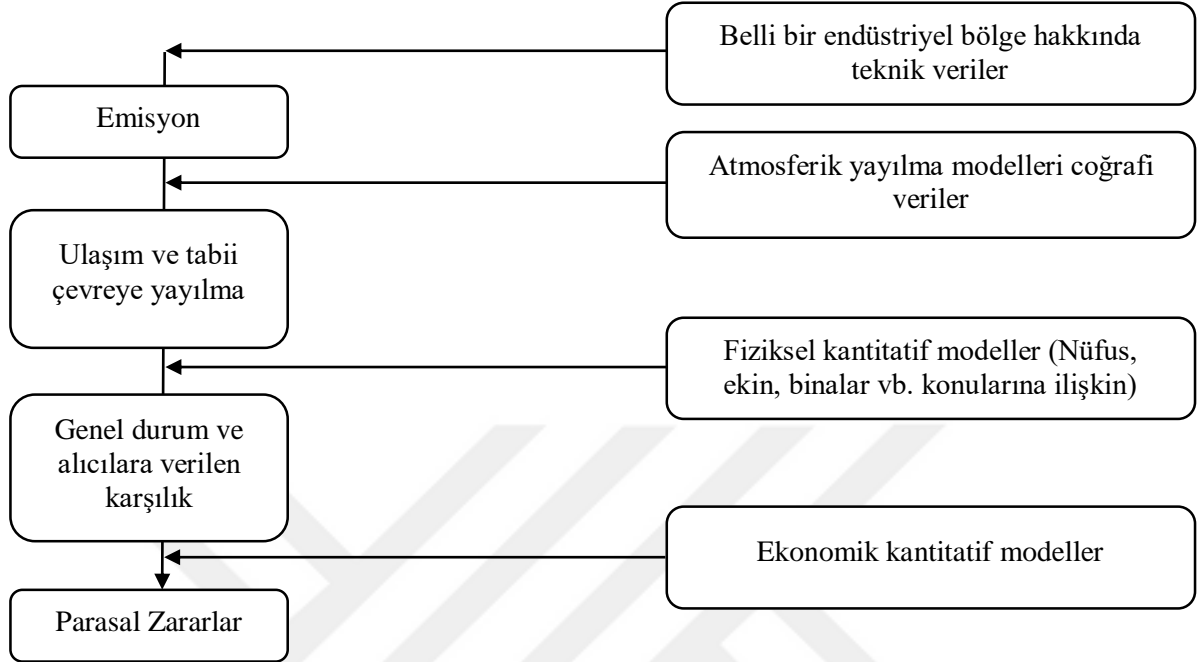 Belli bir endüstriyel bölge hakkında
teknik veriler
Emisyon
Atmosferik yayılma modelleri coğrafi
veriler
Ulaşım ve tabii
çevreye yayılma
Fiziksel kantitatif modeller (Nüfus,
ekin, binalar vb. konularına ilişkin)
Genel durum ve
alıcılara verilen
karşılık
Ekonomik kantitatif modeller
Parasal Zararlar